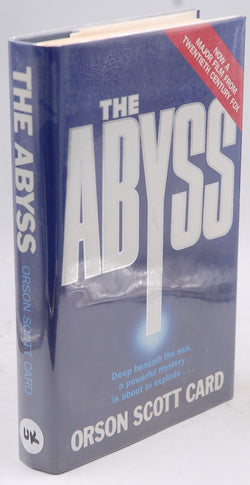 THE ABYSS
ORSON SCOTT CARD
UK
NOW A
MAJOR FILM FROM
TWENTIETH CENTURY FOX
THE
ABYSS
Deep beneath the sea,
a powerful mystery
is about to explode . . .
ORSON SCOTT CARD